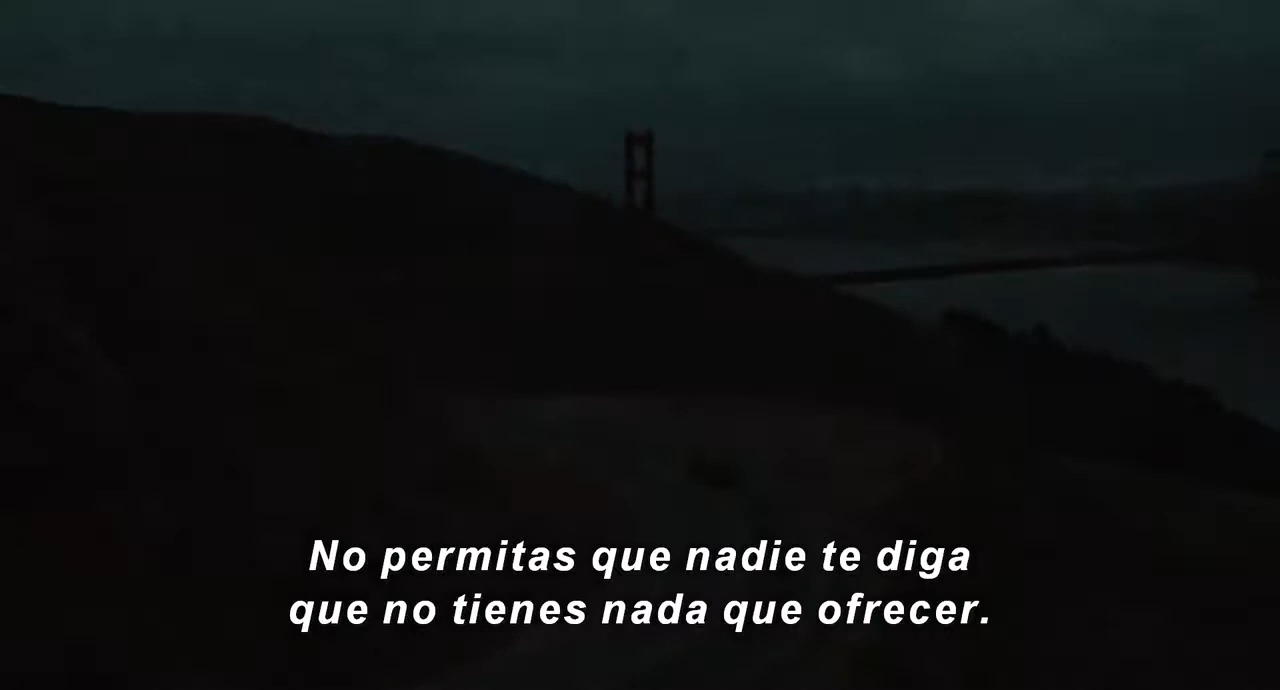 No permitas que nadie te diga
que no tienes nada que ofrecer.